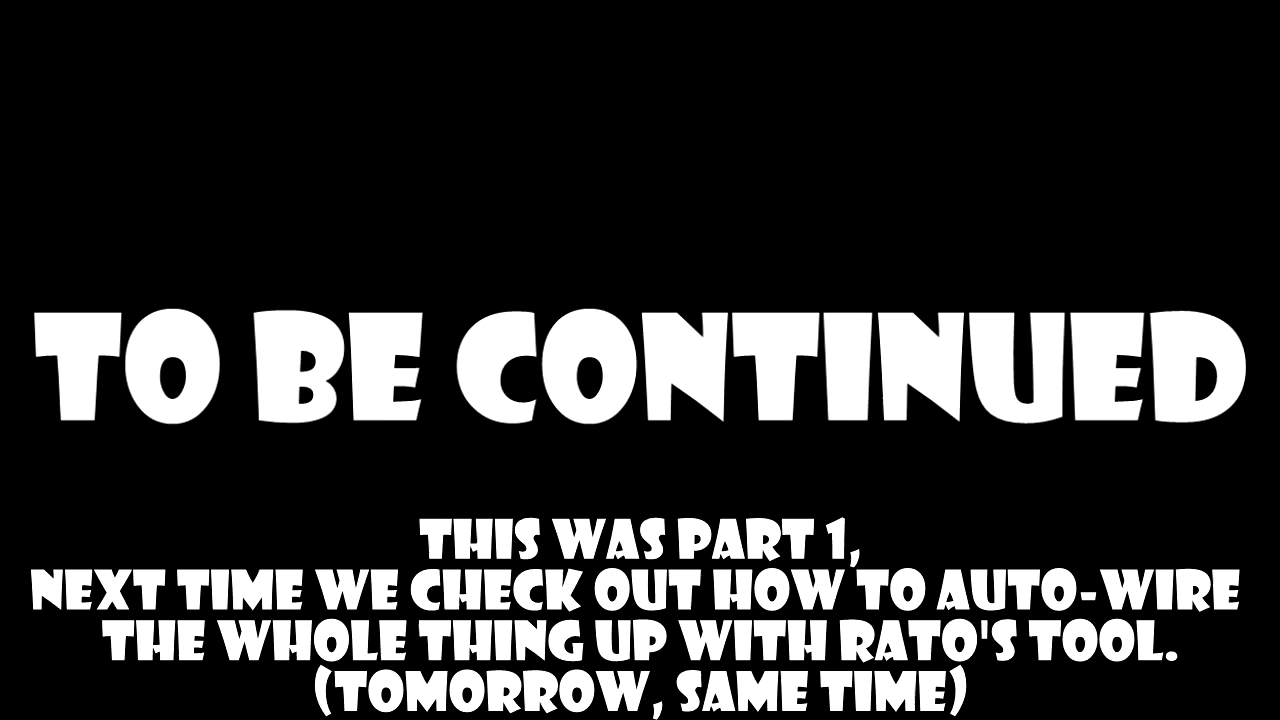 TO BE CONTINUED
THIS WAS PART 1,
NEXT TIME WE CHECK OUT HOW TO AUTO-WIRE
THE WHOLE THING UP WITH RATO'S TOOL.
(TOMORROW, SAME TIME)